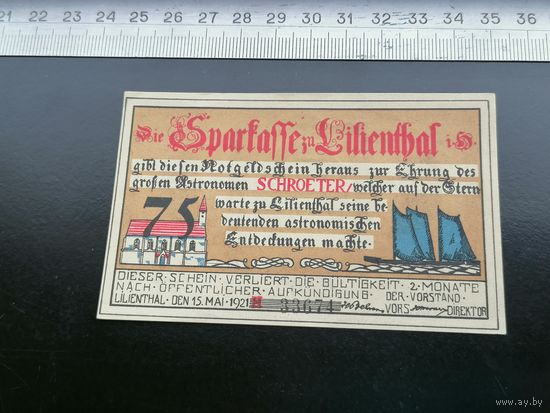 21 22 23 24 25 26 27 28 29 30 31 32 33 34 35 36
Die Sparkasse zu Lilienthal i.H.
gibt diesen Notgeldschein heraus zur Ehrung des
großen Astronomen SCHROETER/welcher auf der Stern
warte zu Lilienthal seine be
deutenden astronomischen
Entdeckungen machte.
75
DIESER SCHEIN VERLIERT DIE GÜLTIGKEIT 2 MONATE
NACH ÖFFENTLICHER AUFKÜNDIGUNG DER VORSTAND.
LILIENTHAL DEN 15. MAI 1921 33674 VORS DIREKTOR
www.ay.by